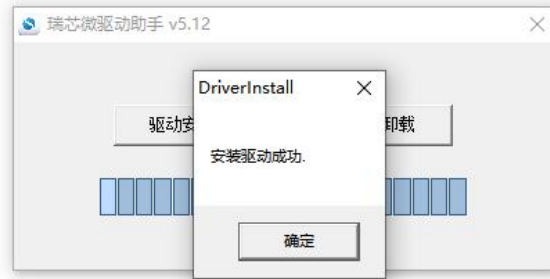 瑞芯微驱动助手 v5.12
DriverInstall
驱动安
卸载
安装驱动成功.
确定